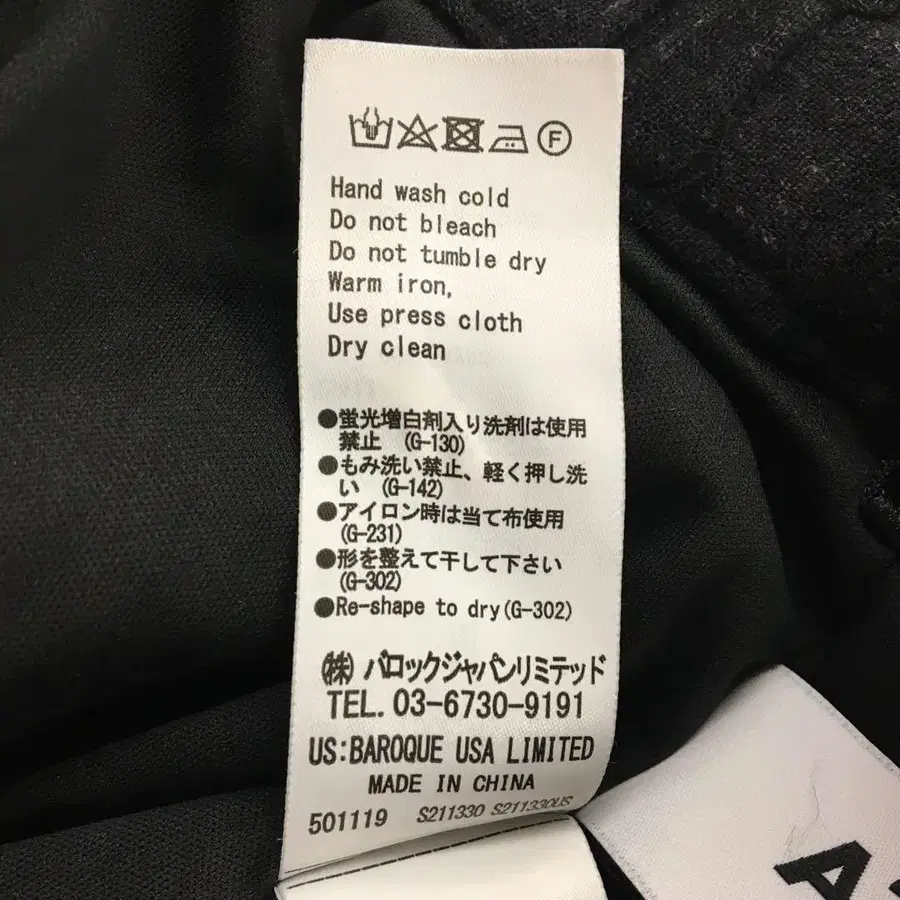 F
Hand wash cold
Do not bleach
Do not tumble dry
Warm iron,
Use press cloth
Dry clean
●蛍光増白剤入り洗剤は使用
禁止 (G-130)
●もみ洗い禁止、軽く押し洗
い (G-142)
●アイロン時は当て布使用
(G-231)
●形を整えて干して下さい
(G-302)
●Re-shape to dry(G-302)
㈱ バロックジャパンリミテッド
TEL. 03-6730-9191
US:BAROQUE USA LIMITED
MADE IN CHINA
501119 S211330 S211330US